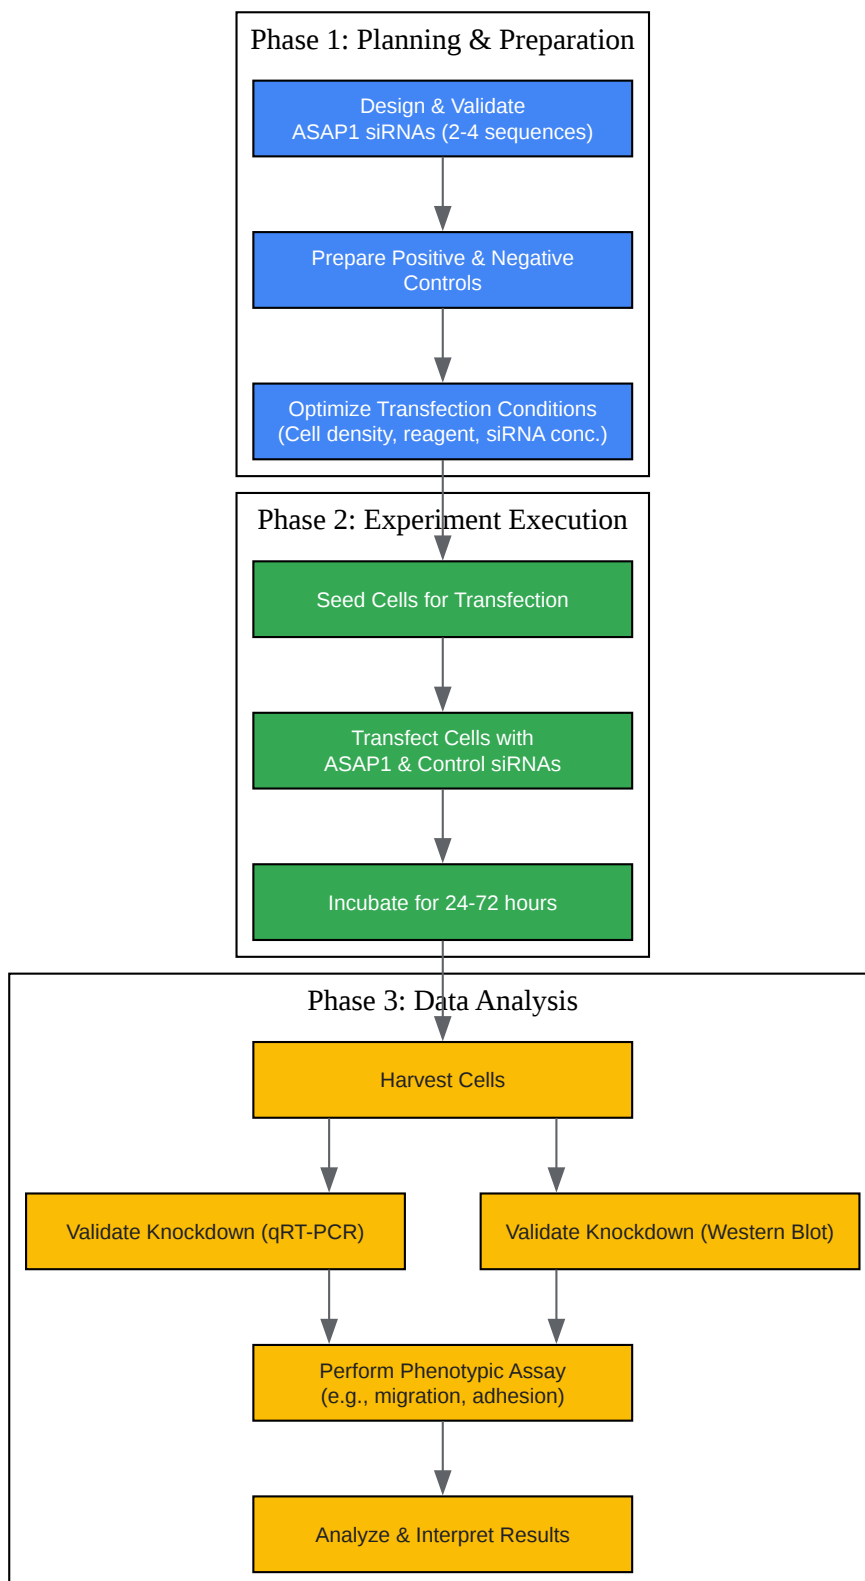 Phase 1: Planning & Preparation
Design & Validate
ASAP1 siRNAs (2-4 sequences)
Prepare Positive & Negative
Controls
Optimize Transfection Conditions
(Cell density, reagent, siRNA conc.)
Phase 2: Experiment Execution
Seed Cells for Transfection
Transfect Cells with
ASAP1 & Control siRNAs
Incubate for 24-72 hours
Phase 3: Data Analysis
Harvest Cells
Validate Knockdown (qRT-PCR)
Validate Knockdown (Western Blot)
Perform Phenotypic Assay
(e.g., migration, adhesion)
Analyze & Interpret Results